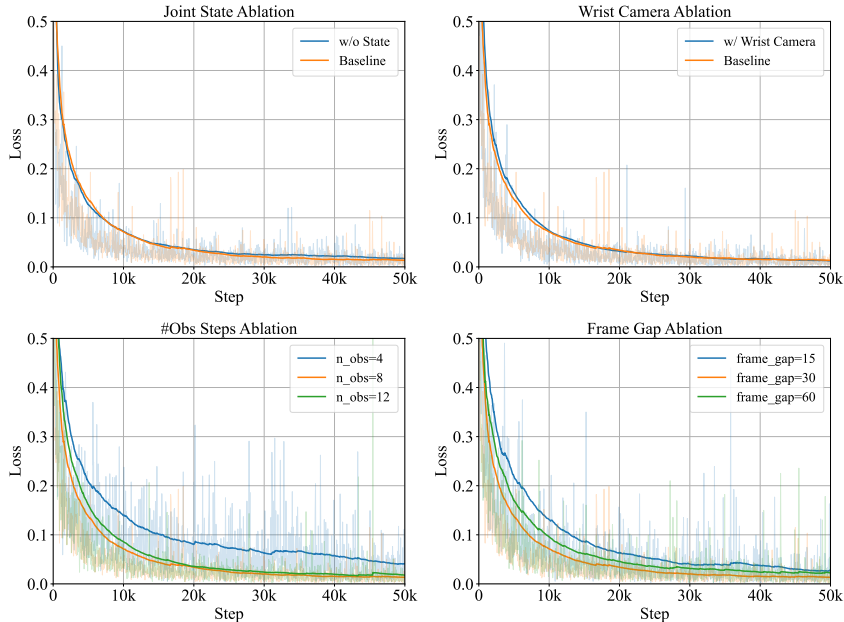 Joint State Ablation
0.5
0.4
0.3
0.2
0.1
0.0
Loss
w/o State
Baseline
0 10k 20k 30k 40k 50k
Step
Wrist Camera Ablation
0.5
0.4
0.3
0.2
0.1
0.0
Loss
w/ Wrist Camera
Baseline
0 10k 20k 30k 40k 50k
Step
#Obs Steps Ablation
0.5
0.4
0.3
0.2
0.1
0.0
Loss
n_obs=4
n_obs=8
n_obs=12
0 10k 20k 30k 40k 50k
Step
Frame Gap Ablation
0.5
0.4
0.3
0.2
0.1
0.0
Loss
frame_gap=15
frame_gap=30
frame_gap=60
0 10k 20k 30k 40k 50k
Step